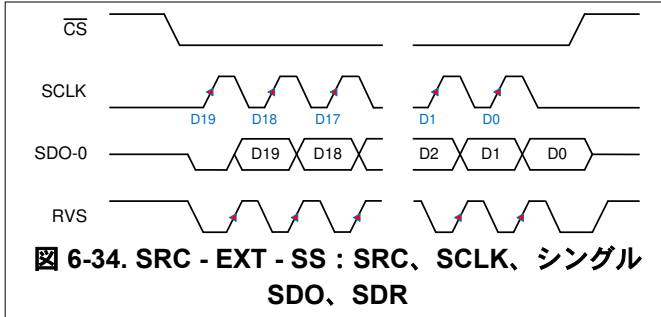 CS
SCLK
D19 D18 D17 D1 D0
SDO-0 D19 D18 D2 D1 D0
RVS
図 6-34. SRC - EXT - SS：SRC、SCLK、シングル
SDO、SDR